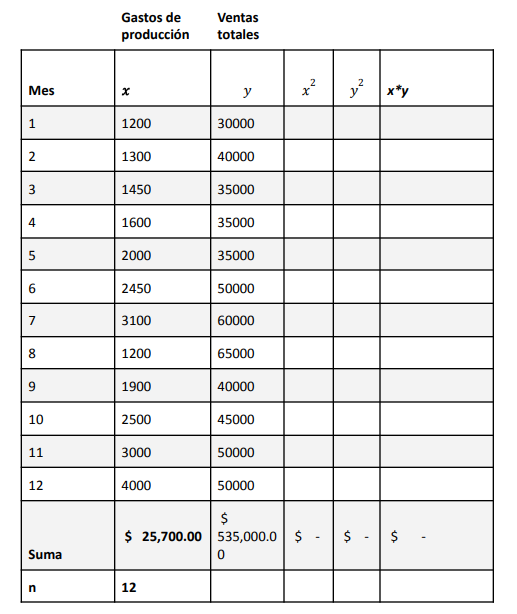 Gastos de producción Ventas totales
Mes x y x² y² x*y
1 1200 30000
2 1300 40000
3 1450 35000
4 1600 35000
5 2000 35000
6 2450 50000
7 3100 60000
8 1200 65000
9 1900 40000
10 2500 45000
11 3000 50000
12 4000 50000
Suma $ 25,700.00 $ 535,000.00 $ - $ - $ -
n 12